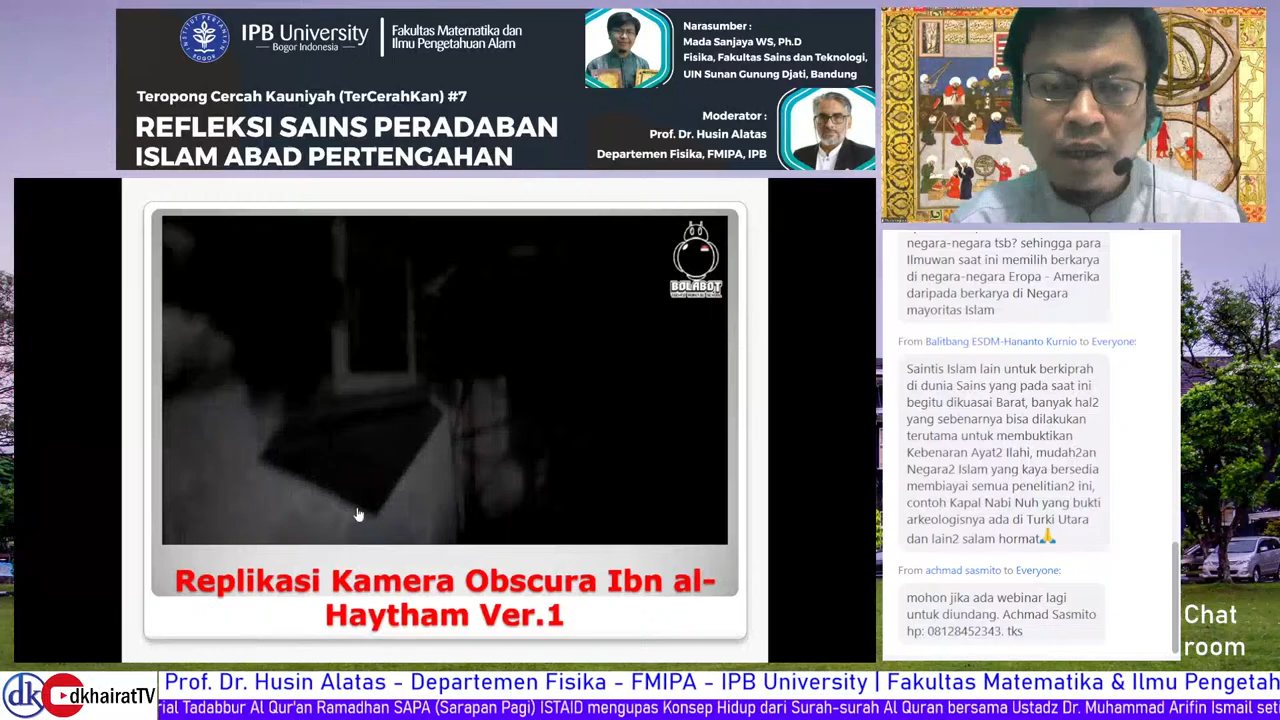 IPB University
Bogor Indonesia
Fakultas Matematika dan
Ilmu Pengetahuan Alam
Teropong Cercah Kauniyah (TerCerahKan) #7
REFLEKSI SAINS PERADABAN
ISLAM ABAD PERTENGAHAN
Narasumber :
Mada Sanjaya WS, Ph.D
Fisika, Fakultas Sains dan Teknologi,
UIN Sunan Gunung Djati, Bandung
Moderator :
Prof. Dr. Husin Alatas
Departemen Fisika, FMIPA, IPB
BOLABOT
Replikasi Kamera Obscura Ibn al-
Haytham Ver.1
negara-negara tsb? sehingga para
Ilmuwan saat ini memilih berkarya
di negara-negara Eropa - Amerika
daripada berkarya di Negara
mayoritas Islam
From Balitbang ESDM-Hananto Kurnio to Everyone:
Saintis Islam lain untuk berkiprah
di dunia Sains yang pada saat ini
begitu dikuasai Barat, banyak hal2
yang sebenarnya bisa dilakukan
terutama untuk membuktikan
Kebenaran Ayat2 Ilahi, mudah2an
Negara2 Islam yang kaya bersedia
membiayai semua penelitian2 ini,
contoh Kapal Nabi Nuh yang bukti
arkeologisnya ada di Turki Utara
dan lain2 salam hormat🙏
From achmad sasmito to Everyone:
mohon jika ada webinar lagi
untuk diundang. Achmad Sasmito
hp: 08128452343. tks
Chat
room
dk dkhairatTV
Prof. Dr. Husin Alatas - Departemen Fisika - FMIPA - IPB University | Fakultas Matematika & Ilmu Pengetah
rial Tadabbur Al Qur'an Ramadhan SAPA (Sarapan Pagi) ISTAID mengupas Konsep Hidup dari Surah-surah Al Quran bersama Ustadz Dr. Muhammad Arifin Ismail set